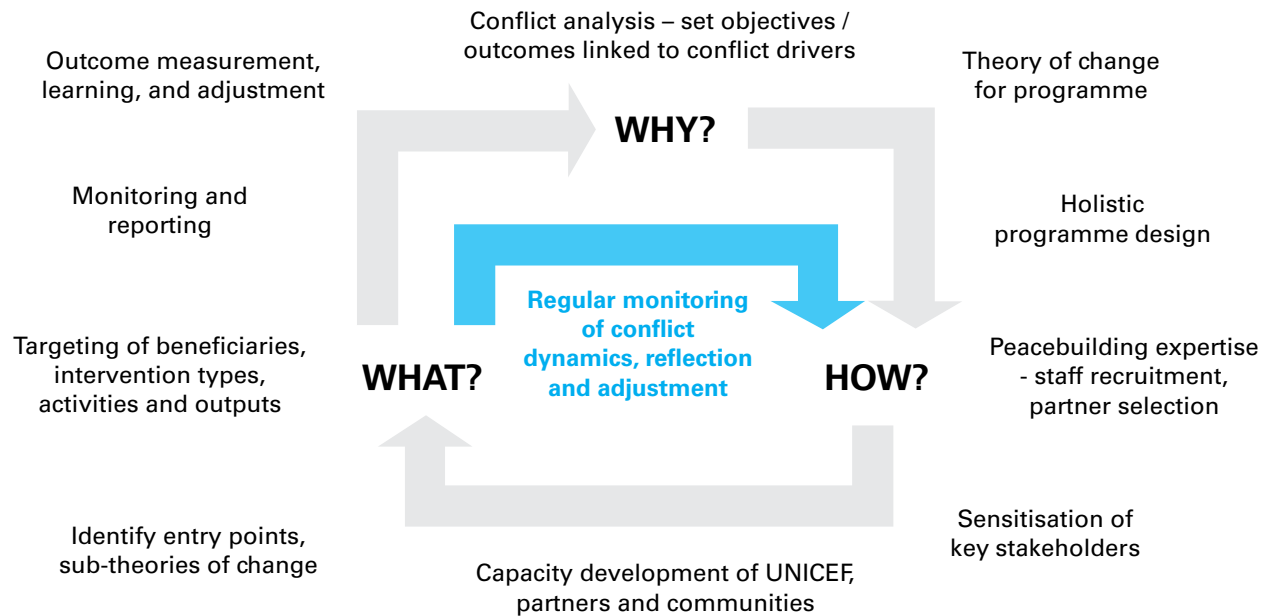 Conflict analysis – set objectives /
outcomes linked to conflict drivers
Outcome measurement,
learning, and adjustment
Theory of change
for programme
WHY?
Monitoring and
reporting
Holistic
programme design
Regular monitoring
of conflict
dynamics, reflection
and adjustment
Targeting of beneficiaries,
intervention types,
activities and outputs
WHAT?
HOW?
Peacebuilding expertise
- staff recruitment,
partner selection
Identify entry points,
sub-theories of change
Sensitisation of
key stakeholders
Capacity development of UNICEF,
partners and communities